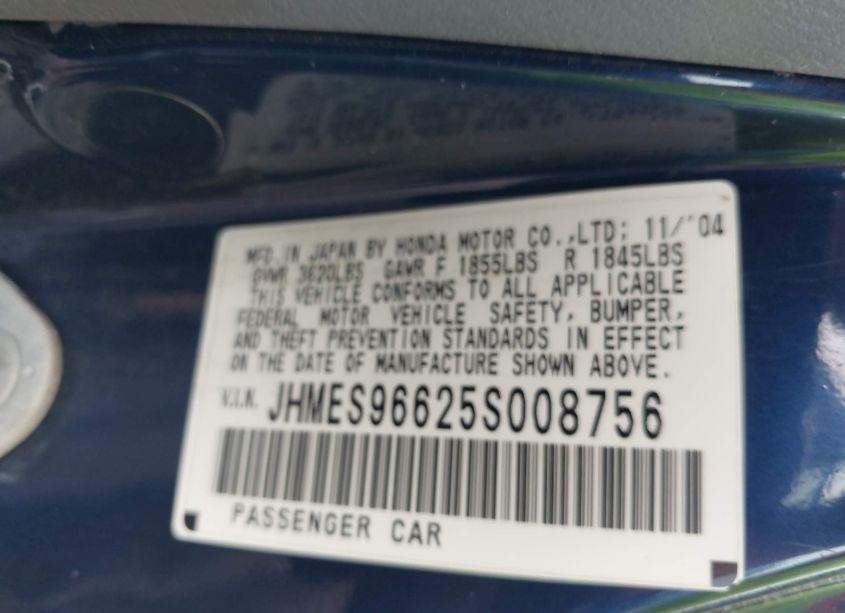 MFD.IN JAPAN BY HONDA MOTOR CO.,LTD; 11/'04
GVWR 3620LBS GAWR F 1855LBS R 1845LBS
THIS VEHICLE CONFORMS TO ALL APPLICABLE
FEDERAL MOTOR VEHICLE SAFETY, BUMPER,
AND THEFT PREVENTION STANDARDS IN EFFECT
ON THE DATE OF MANUFACTURE SHOWN ABOVE.
V.I.N. JHMES96625S008756
PASSENGER CAR